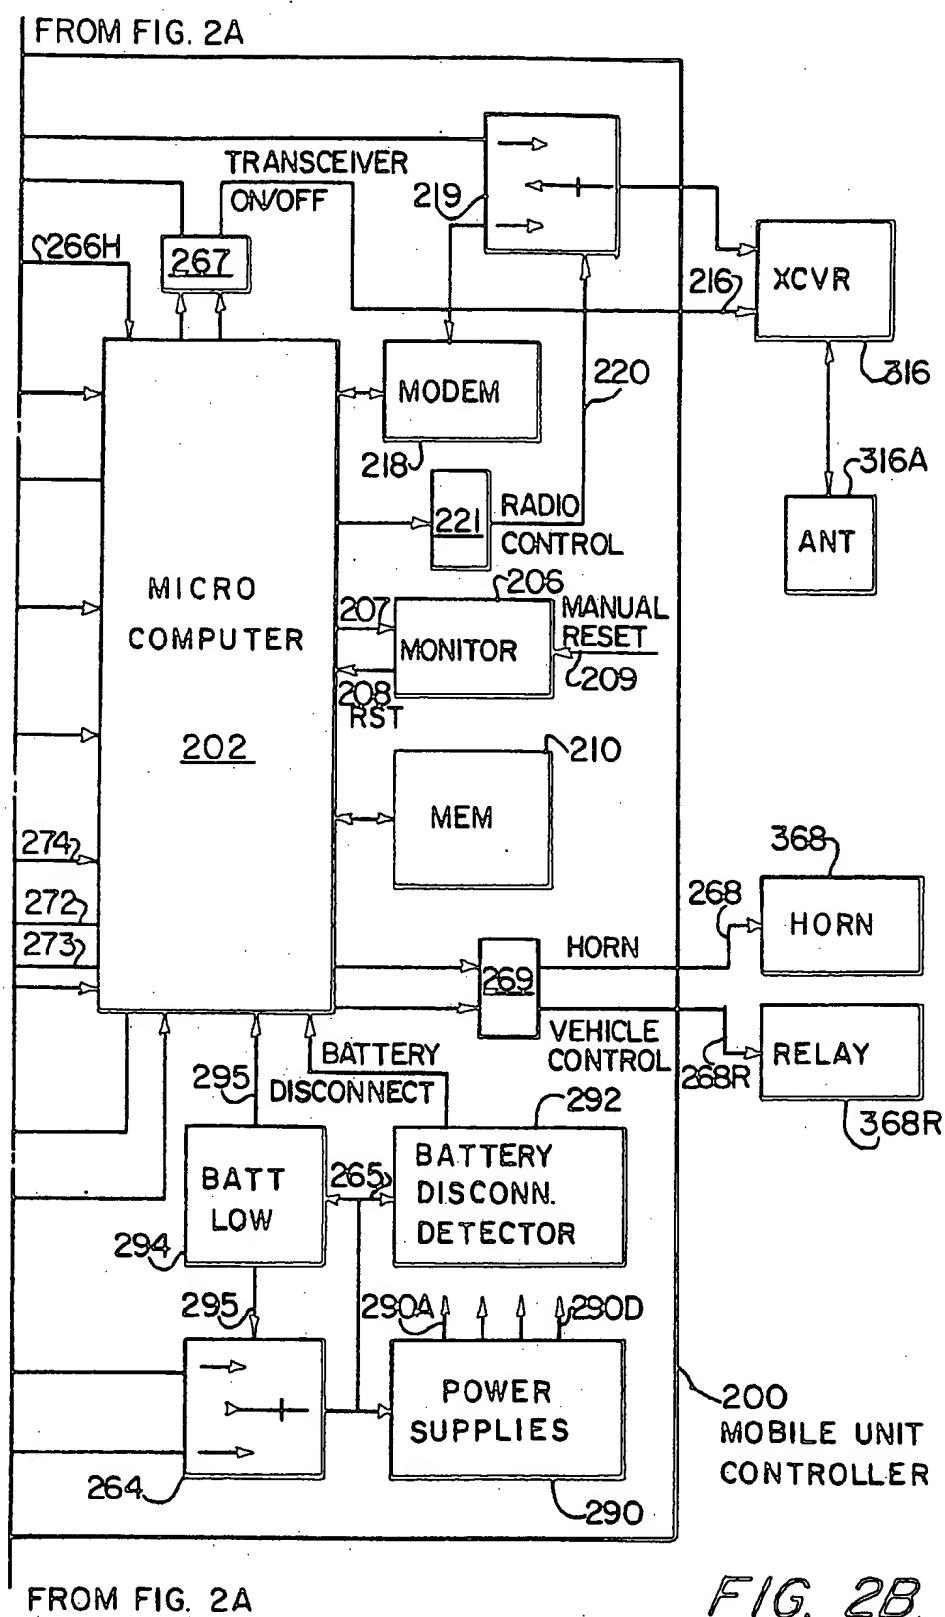 FROM FIG. 2A
TRANSCEIVER
ON/OFF
219
266H
267
XCVR
216
316
MODEM
220
218
316A
221
RADIO
CONTROL
ANT
206
MICRO
COMPUTER
202
207
MONITOR
MANUAL
RESET
209
208
RST
210
MEM
274
272
273
368
268
HORN
HORN
269
VEHICLE
CONTROL
268R
RELAY
368R
BATTERY
DISCONNECT
295
292
BATT
LOW
265
BATTERY
DISCONN.
DETECTOR
294
295
290A
290D
POWER
SUPPLIES
200
MOBILE UNIT
CONTROLLER
264
290
FROM FIG. 2A
FIG. 2B